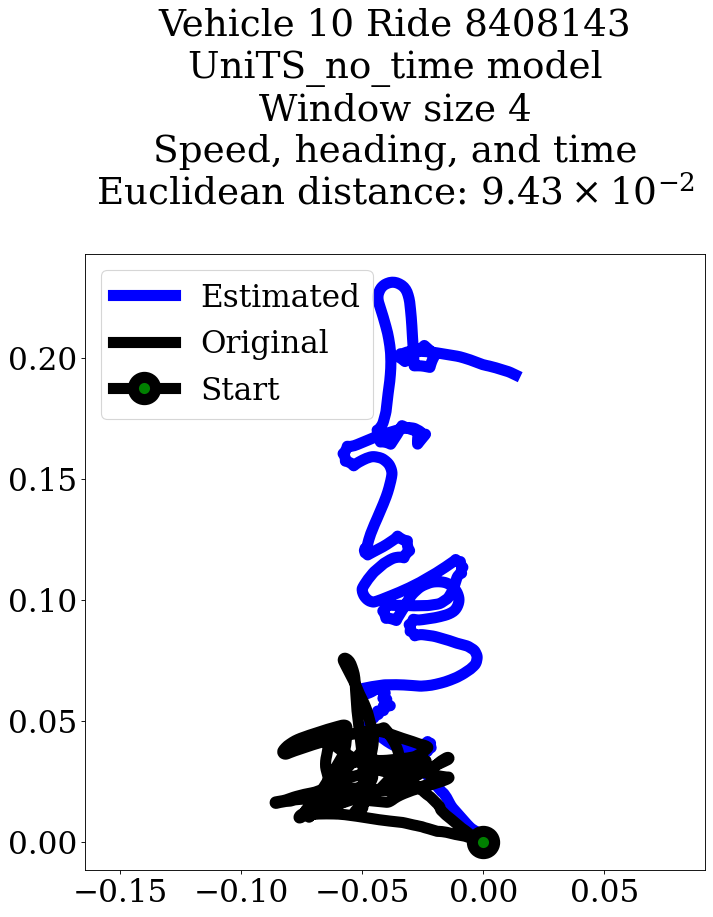 Vehicle 10 Ride 8408143
UniTS_no_time model
Window size 4
Speed, heading, and time
Euclidean distance: 9.43 × 10⁻²
Estimated
Original
Start
0.20
0.15
0.10
0.05
0.00
−0.15 −0.10 −0.05 0.00 0.05